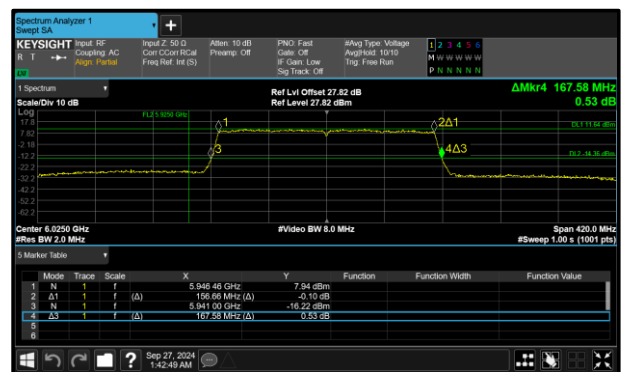 Spectrum Analyzer 1
Swept SA
+
KEYSIGHT Input: RF Input Z: 50 Ω Atten: 10 dB PNO: Fast #Avg Type: Voltage 1 2 3 4 5 6
R T Coupling: AC Corr CCorr RCal Preamp: Off Gate: Off Avg|Hold: 10/10 M W W W W W
Align: Partial Freq Ref: Int (S) IF Gain: Low Trig: Free Run
Sig Track: Off P N N N N N
1 Spectrum Ref Lvl Offset 27.82 dB ΔMkr4 167.58 MHz
Scale/Div 10 dB Ref Level 27.82 dBm 0.53 dB
Log
17.8
7.82
-2.18
-12.2
-22.2
-32.2
-42.2
-52.2
-62.2
FL2 5.9250 GHz
1
2Δ1
DL1 11.64 dBm
3
4Δ3
DL2 -14.36 dBm
Center 6.0250 GHz #Video BW 8.0 MHz Span 420.0 MHz
#Res BW 2.0 MHz #Sweep 1.00 s (1001 pts)
5 Marker Table
Mode Trace Scale X Y Function Function Width Function Value
1 N 1 f 5.946 46 GHz 7.94 dBm
2 Δ1 1 f (Δ) 156.66 MHz (Δ) -0.10 dB
3 N 1 f 5.941 00 GHz -16.22 dBm
4 Δ3 1 f (Δ) 167.58 MHz (Δ) 0.53 dB
5
6
?
Sep 27, 2024
1:42:49 AM